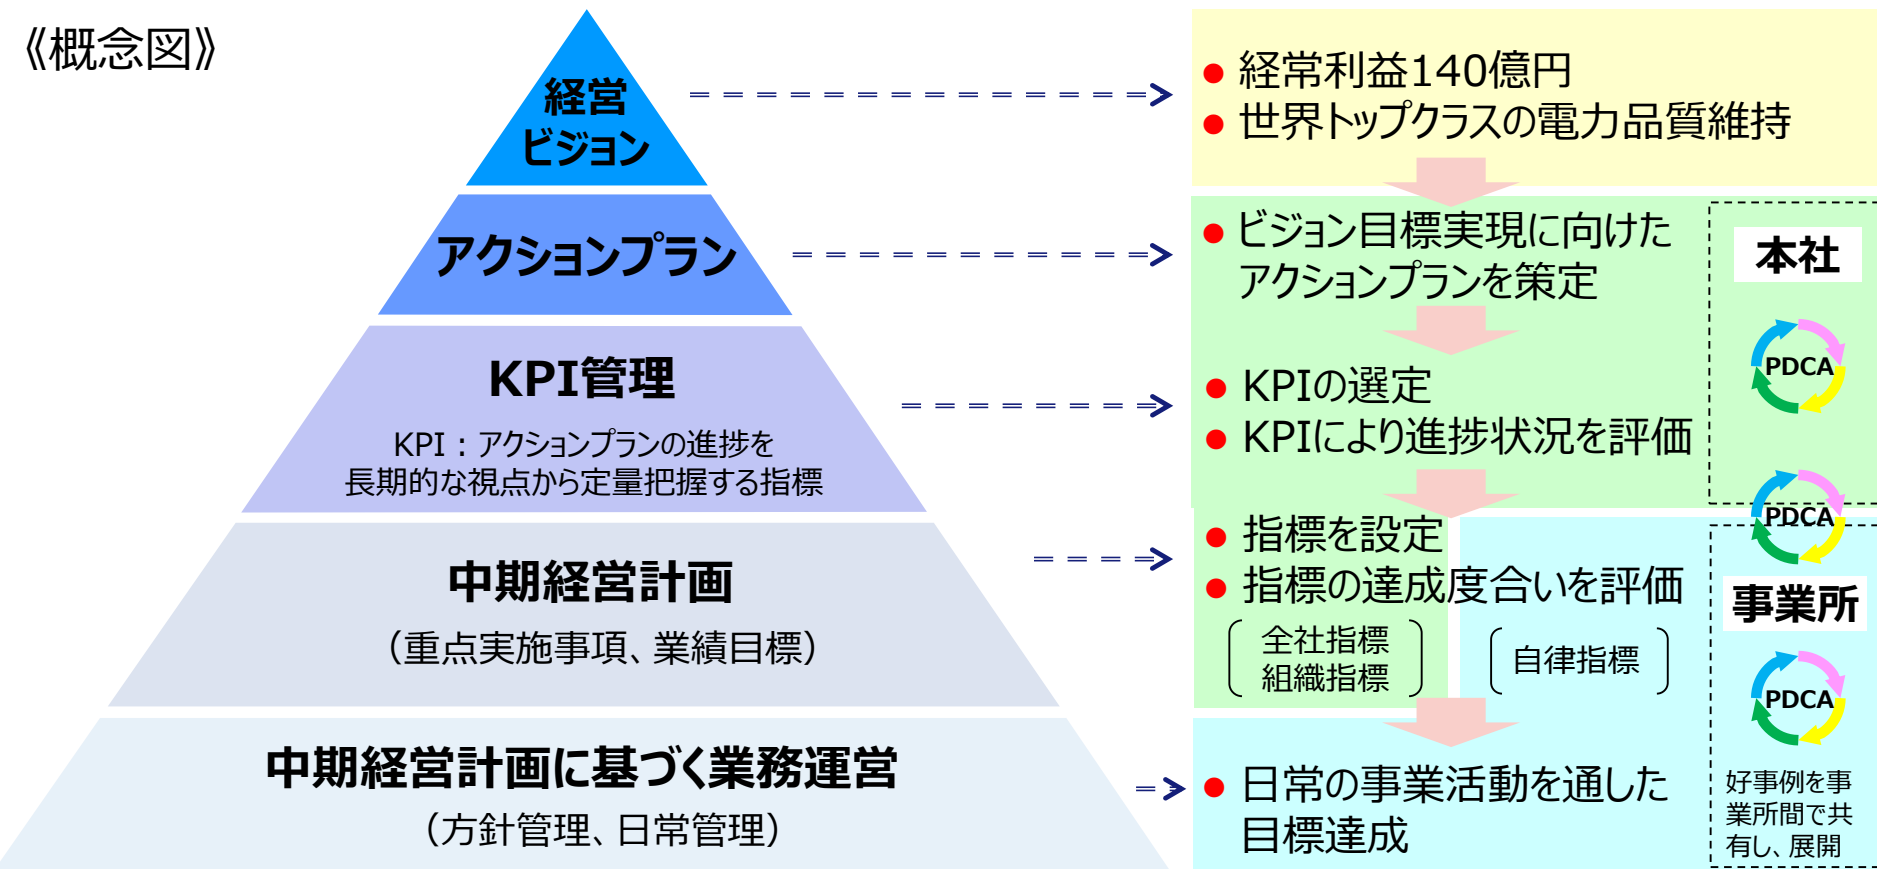 《概念図》
経営
ビジョン
アクションプラン
KPI管理
KPI：アクションプランの進捗を
長期的な視点から定量把握する指標
中期経営計画
（重点実施事項、業績目標）
中期経営計画に基づく業務運営
（方針管理、日常管理）
● 経常利益140億円
● 世界トップクラスの電力品質維持
● ビジョン目標実現に向けた
アクションプランを策定
● KPIの選定
● KPIにより進捗状況を評価
● 指標を設定
● 指標の達成度合いを評価
全社指標
組織指標
自律指標
● 日常の事業活動を通した
目標達成
本社
PDCA
PDCA
事業所
PDCA
好事例を事
業所間で共
有し、展開